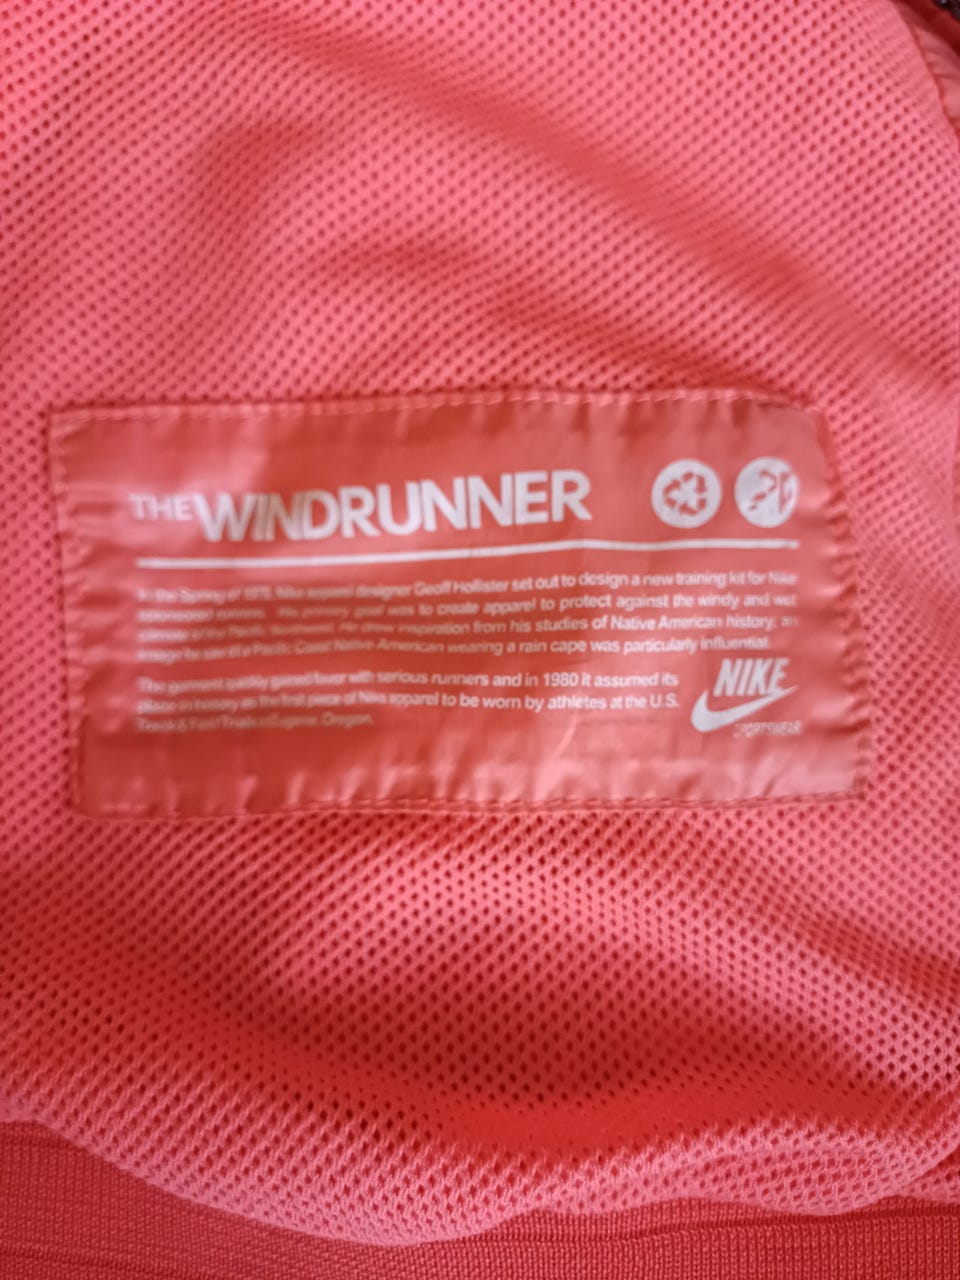 THE WINDRUNNER
In the Spring of 1978, Nike apparel designer Geoff Hollister set out to design a new training kit for Nike
sponsored runners. His primary goal was to create apparel to protect against the windy and wet
climate of the Pacific Northwest. He drew inspiration from his studies of Native American history, an
image he saw of a Pacific Coast Native American wearing a rain cape was particularly influential.
The garment quickly gained favor with serious runners and in 1980 it assumed its
place in history as the first piece of Nike apparel to be worn by athletes at the U.S.
Track & Field Trials in Eugene, Oregon.
NIKE
SPORTSWEAR